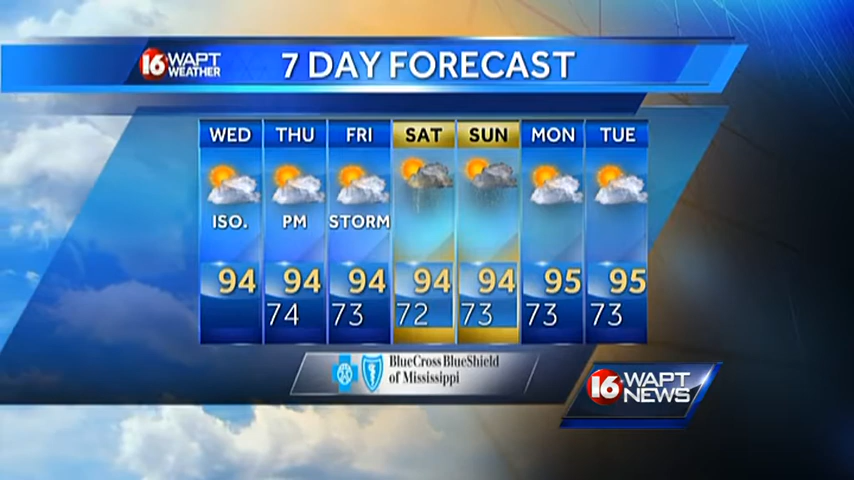 16 WAPT WEATHER
7 DAY FORECAST
WED THU FRI SAT SUN MON TUE
ISO. PM STORM
94 94 94 94 94 95 95
74 73 72 73 73 73
BlueCross BlueShield
of Mississippi
16 WAPT NEWS